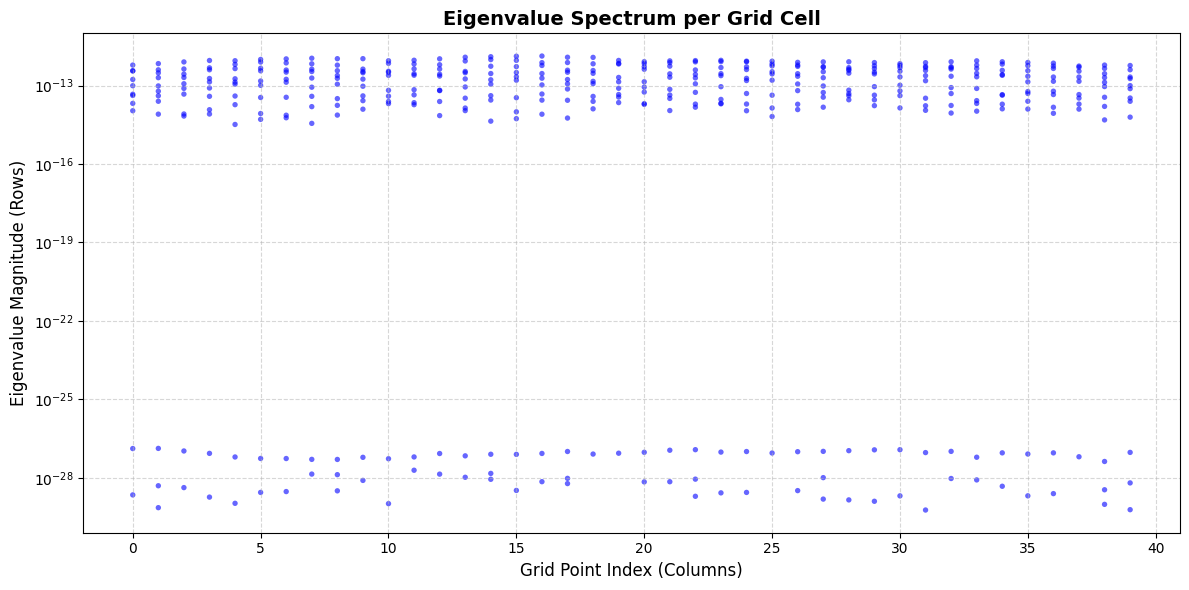 Eigenvalue Spectrum per Grid Cell
Eigenvalue Magnitude (Rows)
10⁻¹³
10⁻¹⁶
10⁻¹⁹
10⁻²²
10⁻²⁵
10⁻²⁸
0 5 10 15 20 25 30 35 40
Grid Point Index (Columns)